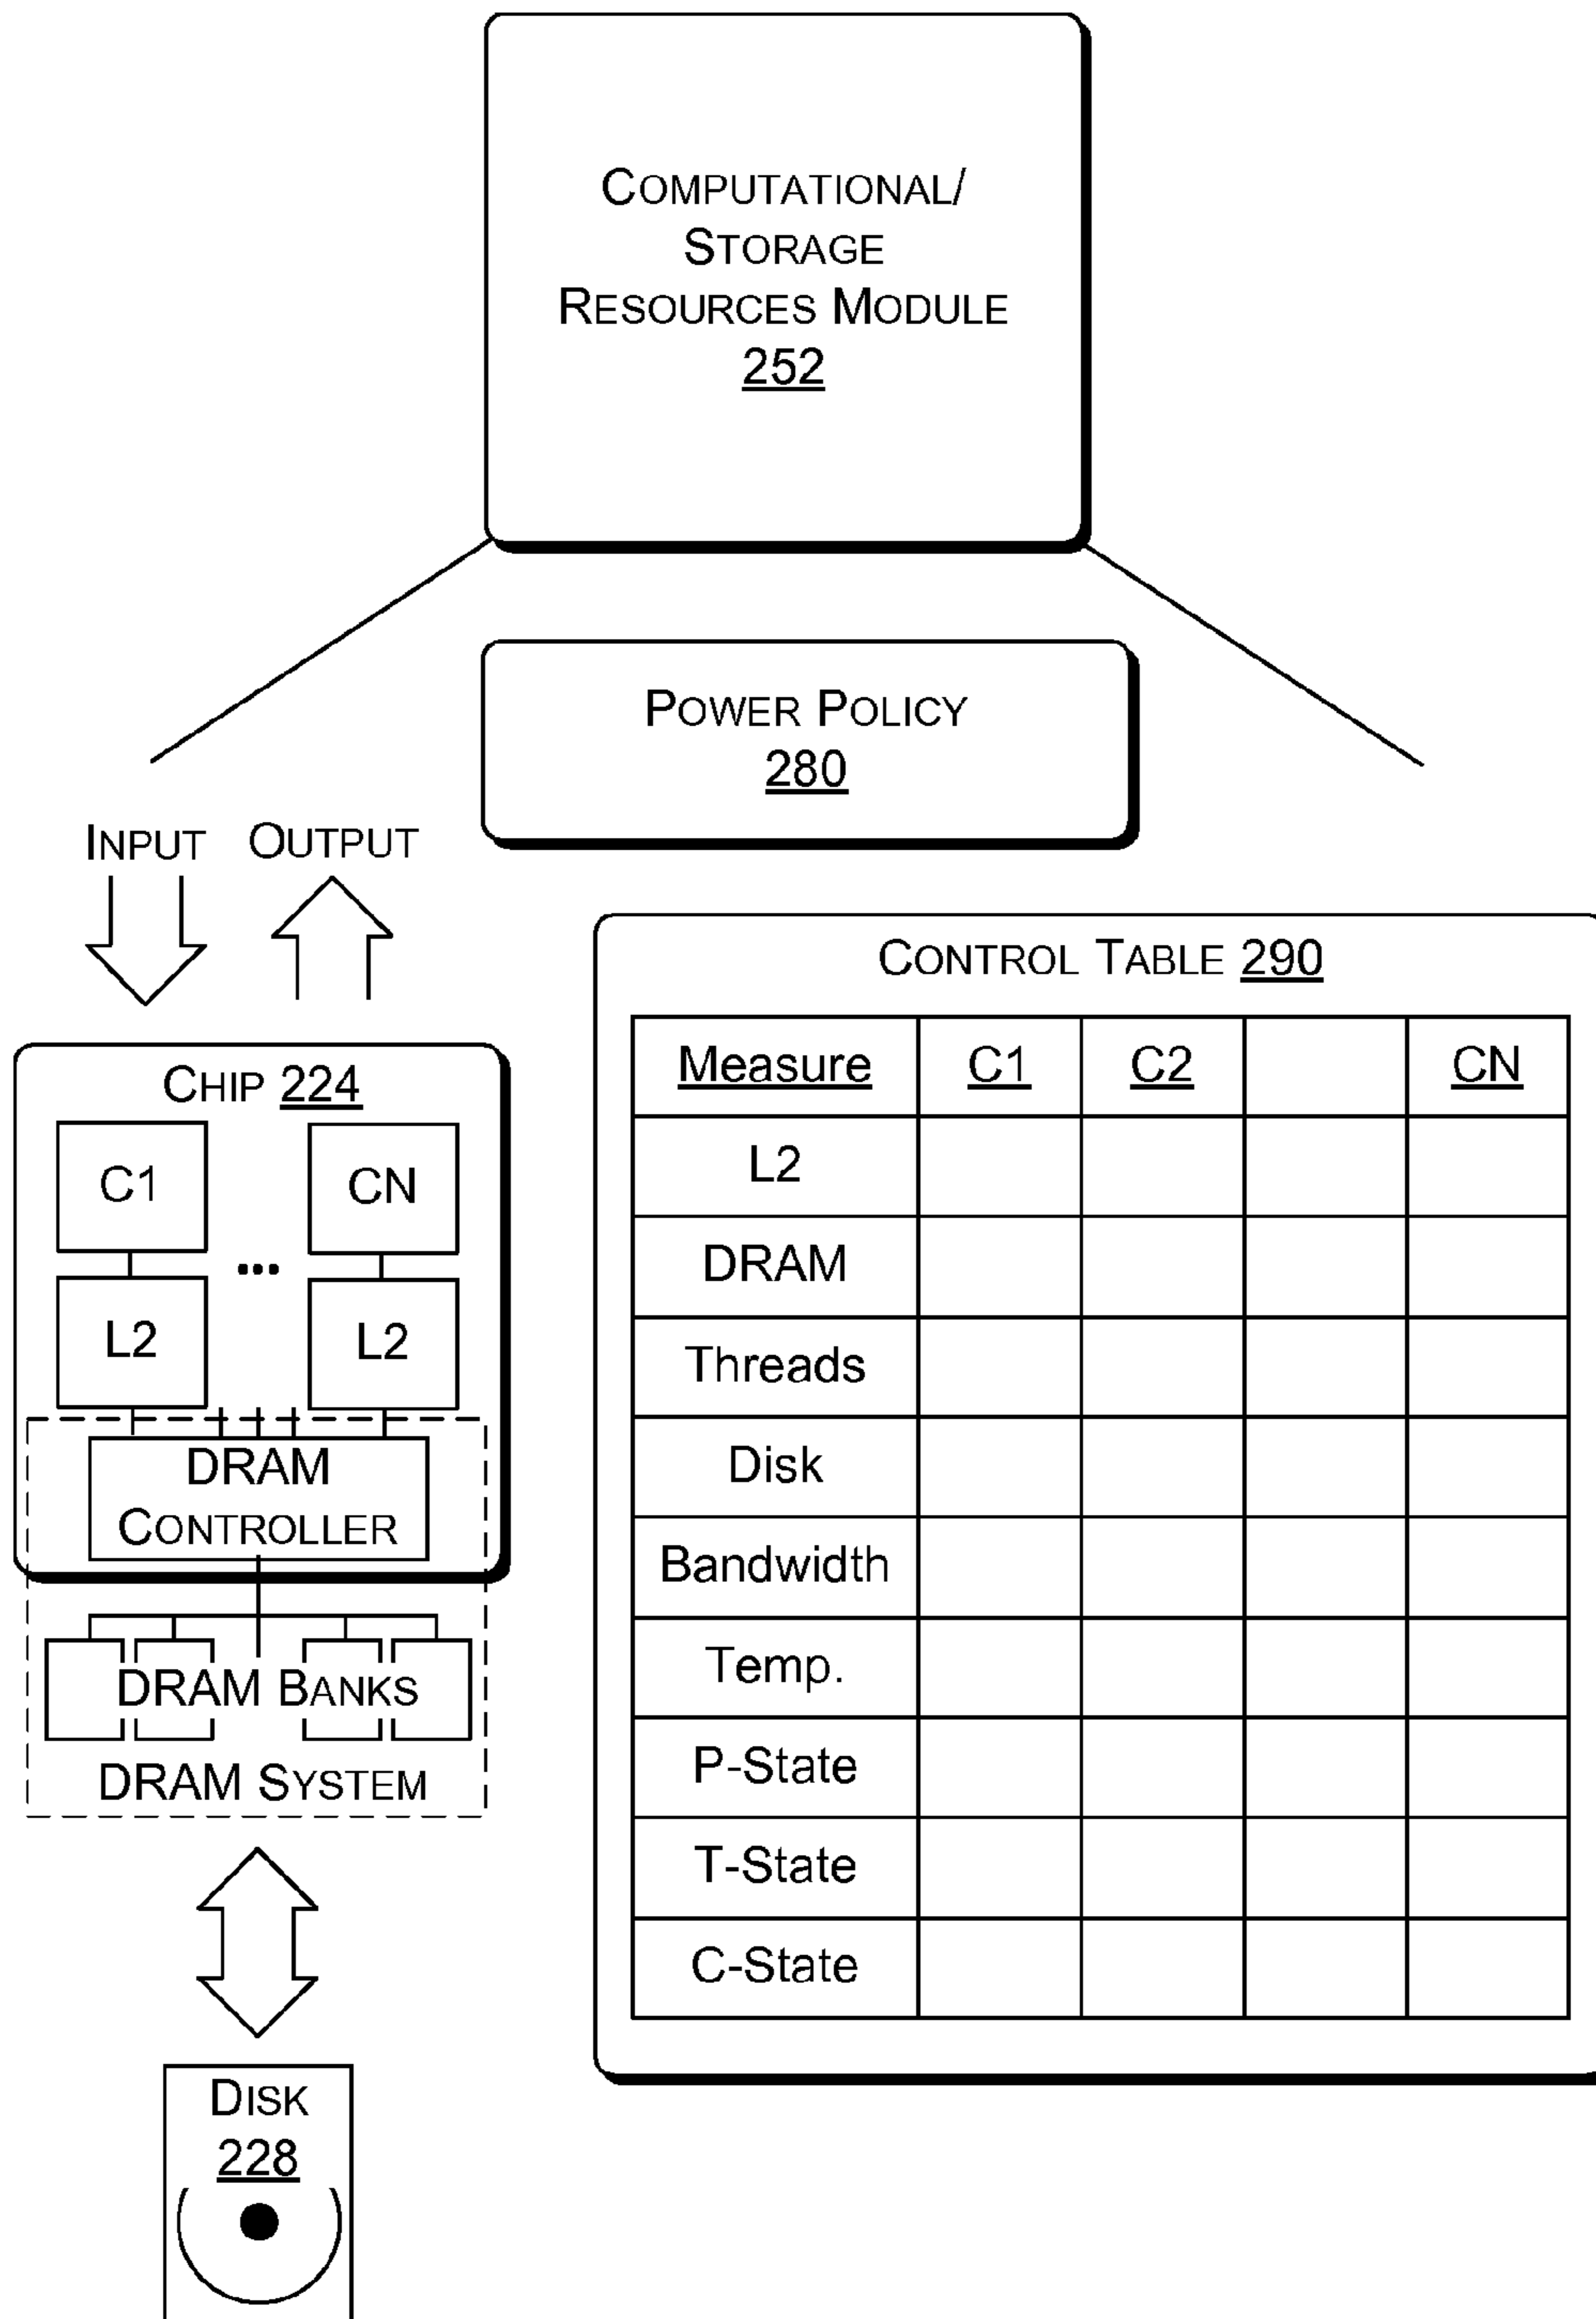 COMPUTATIONAL/
STORAGE
RESOURCES MODULE
252
POWER POLICY
280
INPUT OUTPUT
CHIP 224
C1 ... CN
L2 L2
DRAM
CONTROLLER
DRAM BANKS
DRAM SYSTEM
DISK
228
CONTROL TABLE 290
Measure C1 C2 CN
L2
DRAM
Threads
Disk
Bandwidth
Temp.
P-State
T-State
C-State